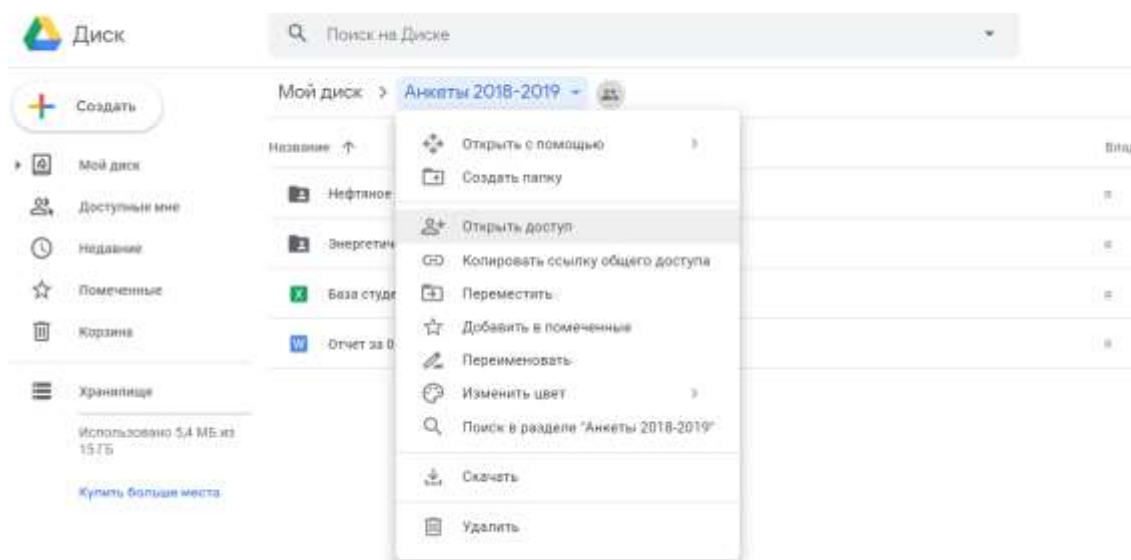 Диск
Поиск на Диске
Создать
Мой диск
Доступные мне
Недавние
Помеченные
Корзина
Хранилище
Использовано 5,4 МБ из
15 ГБ
Купить больше места
Мой диск > Анкеты 2018-2019
Название
Нефтяное
Энергетич
База студе
Отчет за 0
Открыть с помощью
Создать папку
Открыть доступ
Копировать ссылку общего доступа
Переместить
Добавить в помеченные
Переименовать
Изменить цвет
Поиск в разделе "Анкеты 2018-2019"
Скачать
Удалить
Влад